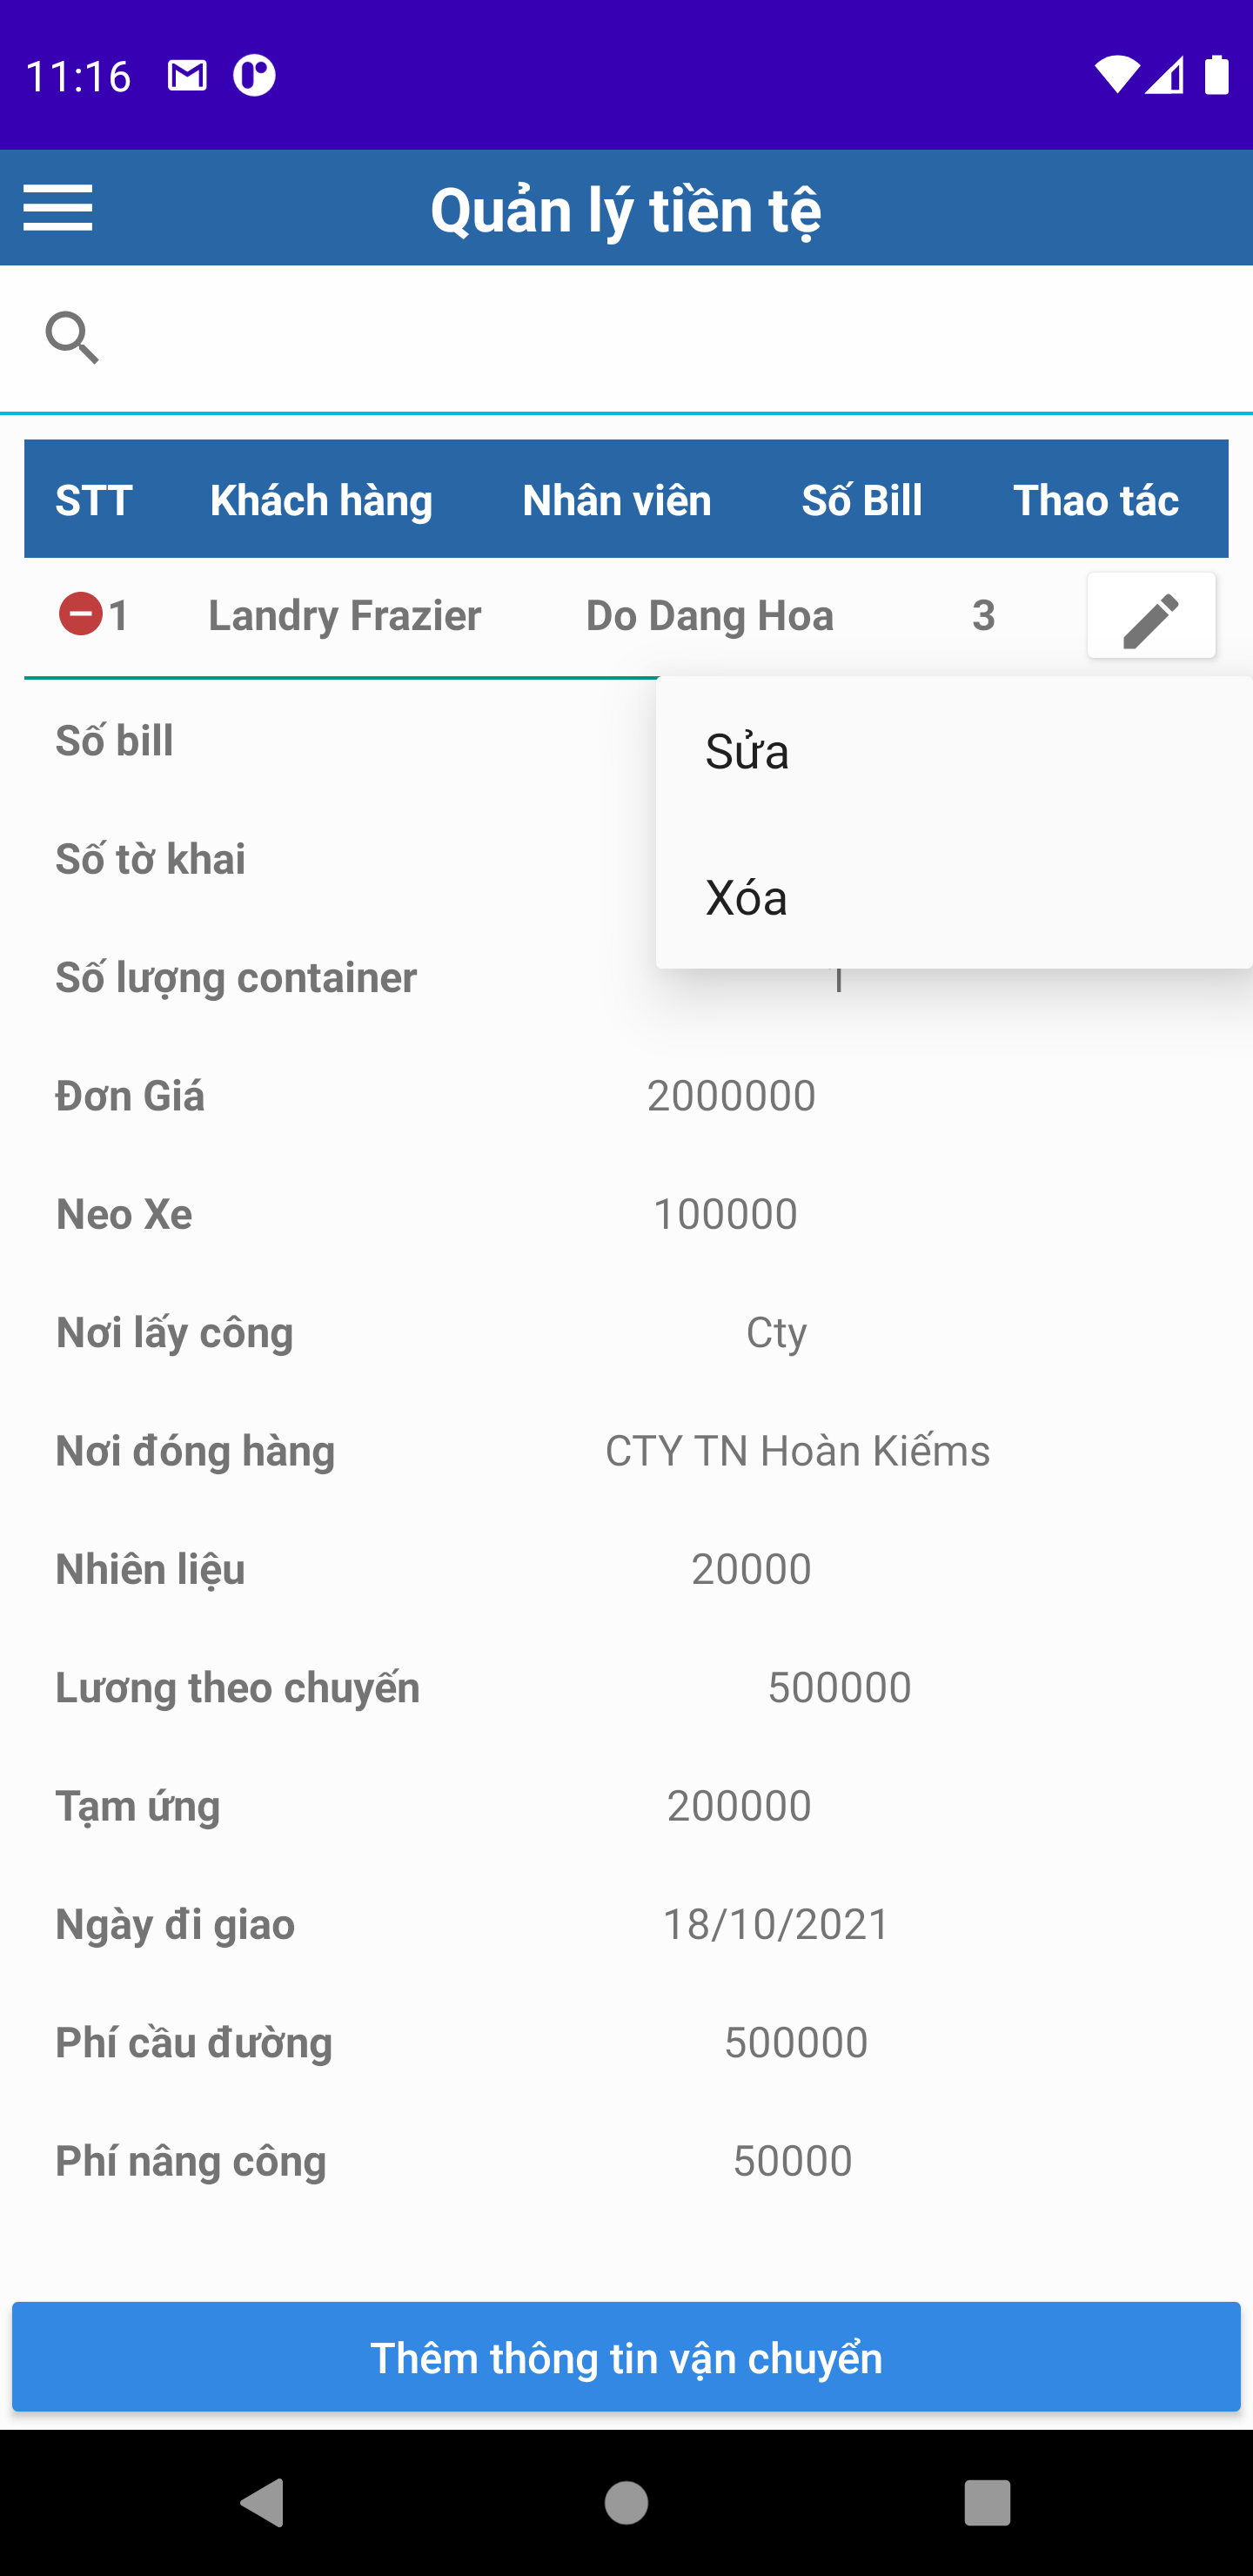 11:16
Quản lý tiền tệ
STT Khách hàng Nhân viên Số Bill Thao tác
1 Landry Frazier Do Dang Hoa 3
Số bill
Sửa
Số tờ khai
Xóa
Số lượng container 1
Đơn Giá 2000000
Neo Xe 100000
Nơi lấy công Cty
Nơi đóng hàng CTY TN Hoàn Kiếms
Nhiên liệu 20000
Lương theo chuyến 500000
Tạm ứng 200000
Ngày đi giao 18/10/2021
Phí cầu đường 500000
Phí nâng công 50000
Thêm thông tin vận chuyển